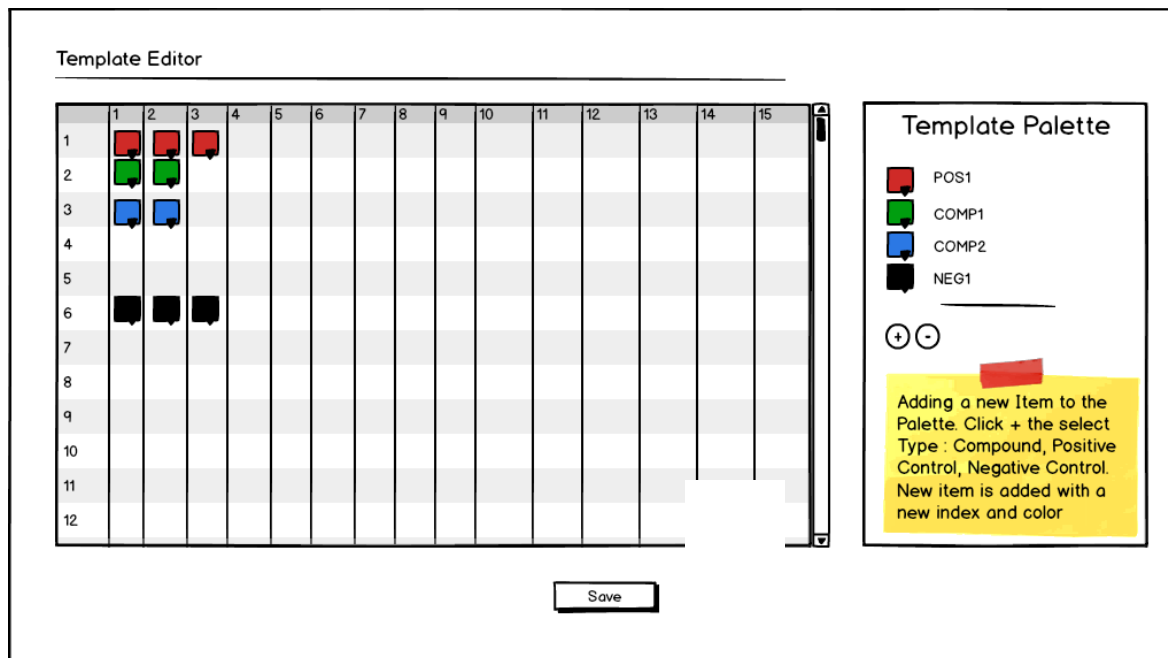 Template Editor
1 2 3 4 5 6 7 8 9 10 11 12 13 14 15
1
2
3
4
5
6
7
8
9
10
11
12
Template Palette
POS1
COMP1
COMP2
NEG1
+ -
Adding a new Item to the
Palette. Click + the select
Type : Compound, Positive
Control, Negative Control.
New item is added with a
new index and color
Save